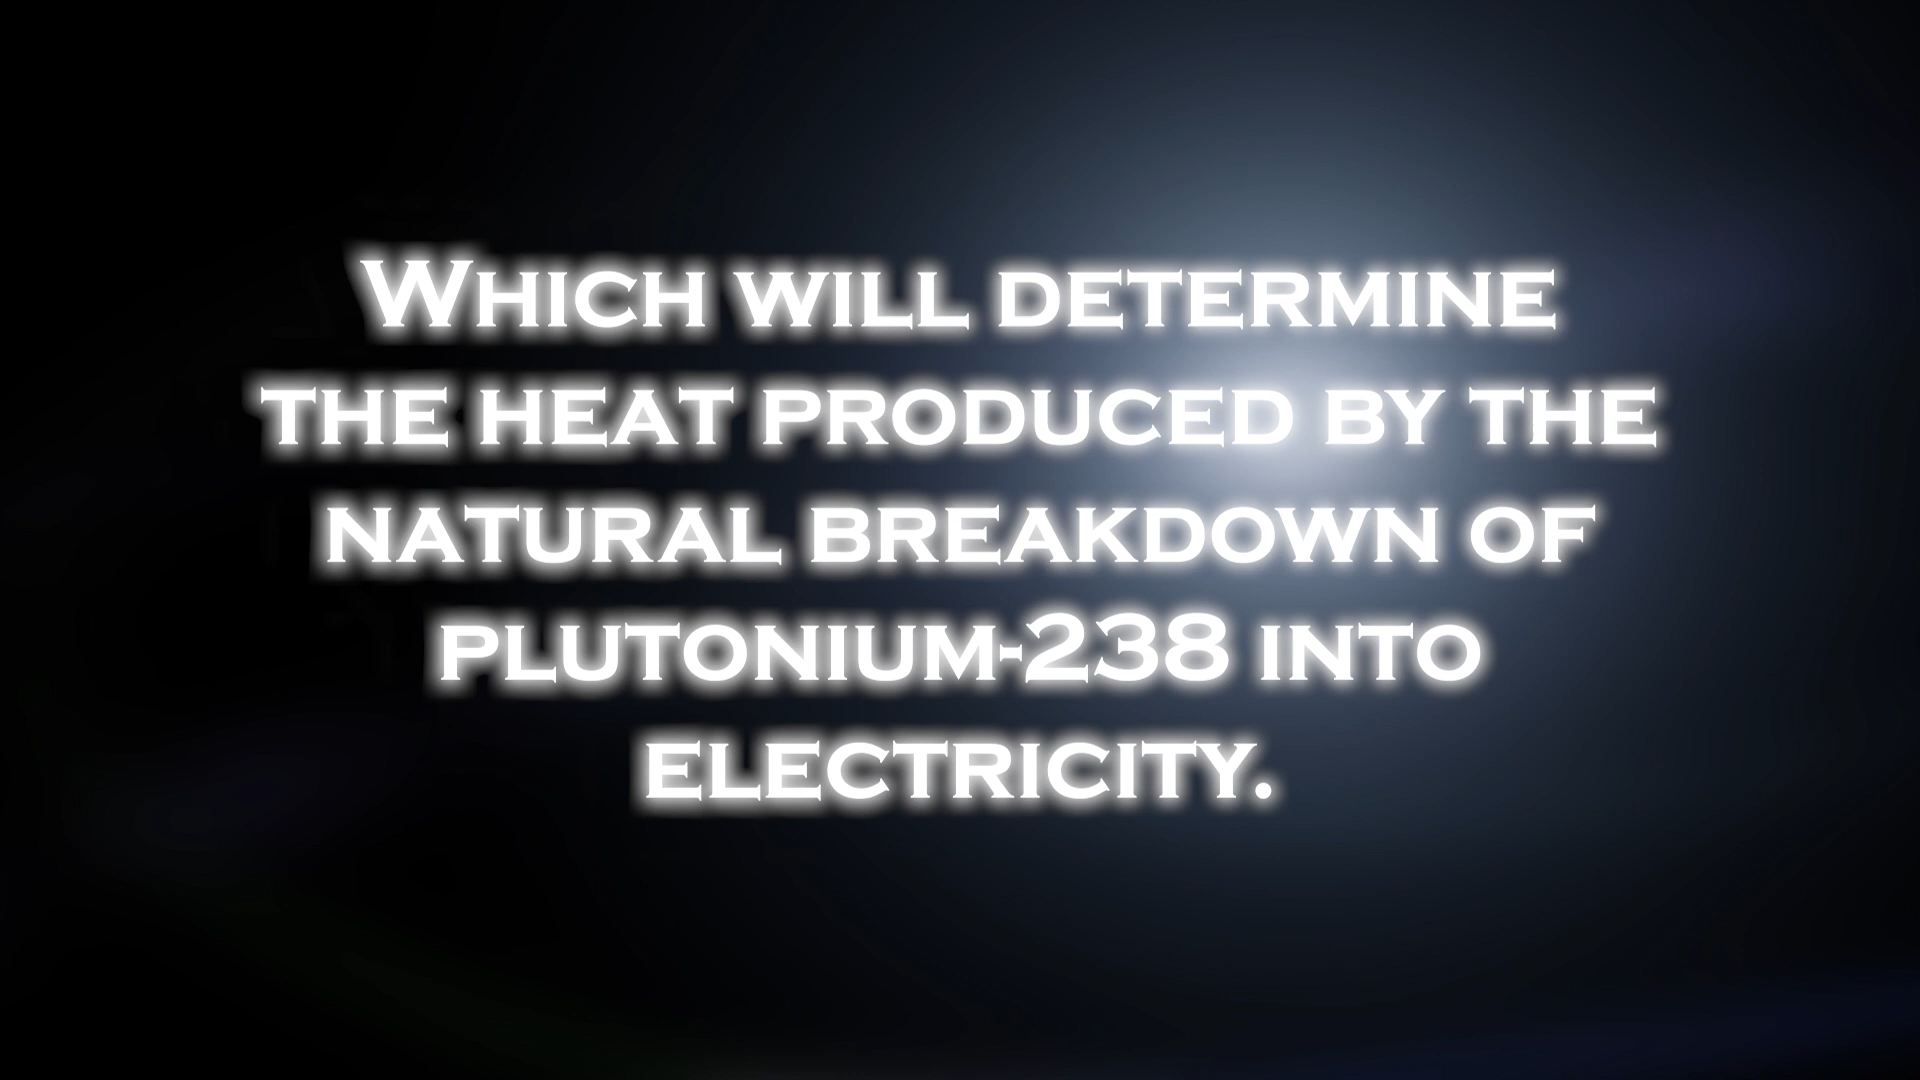 Which will determine
the heat produced by the
natural breakdown of
plutonium-238 into
electricity.